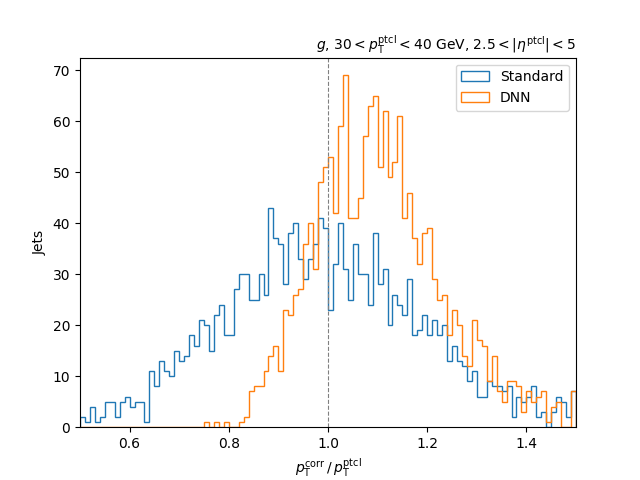 g, 30 < p_T^ptcl < 40 GeV, 2.5 < |η^ptcl| < 5
Standard
DNN
Jets
70
60
50
40
30
20
10
0
0.6 0.8 1.0 1.2 1.4
p_T^corr / p_T^ptcl